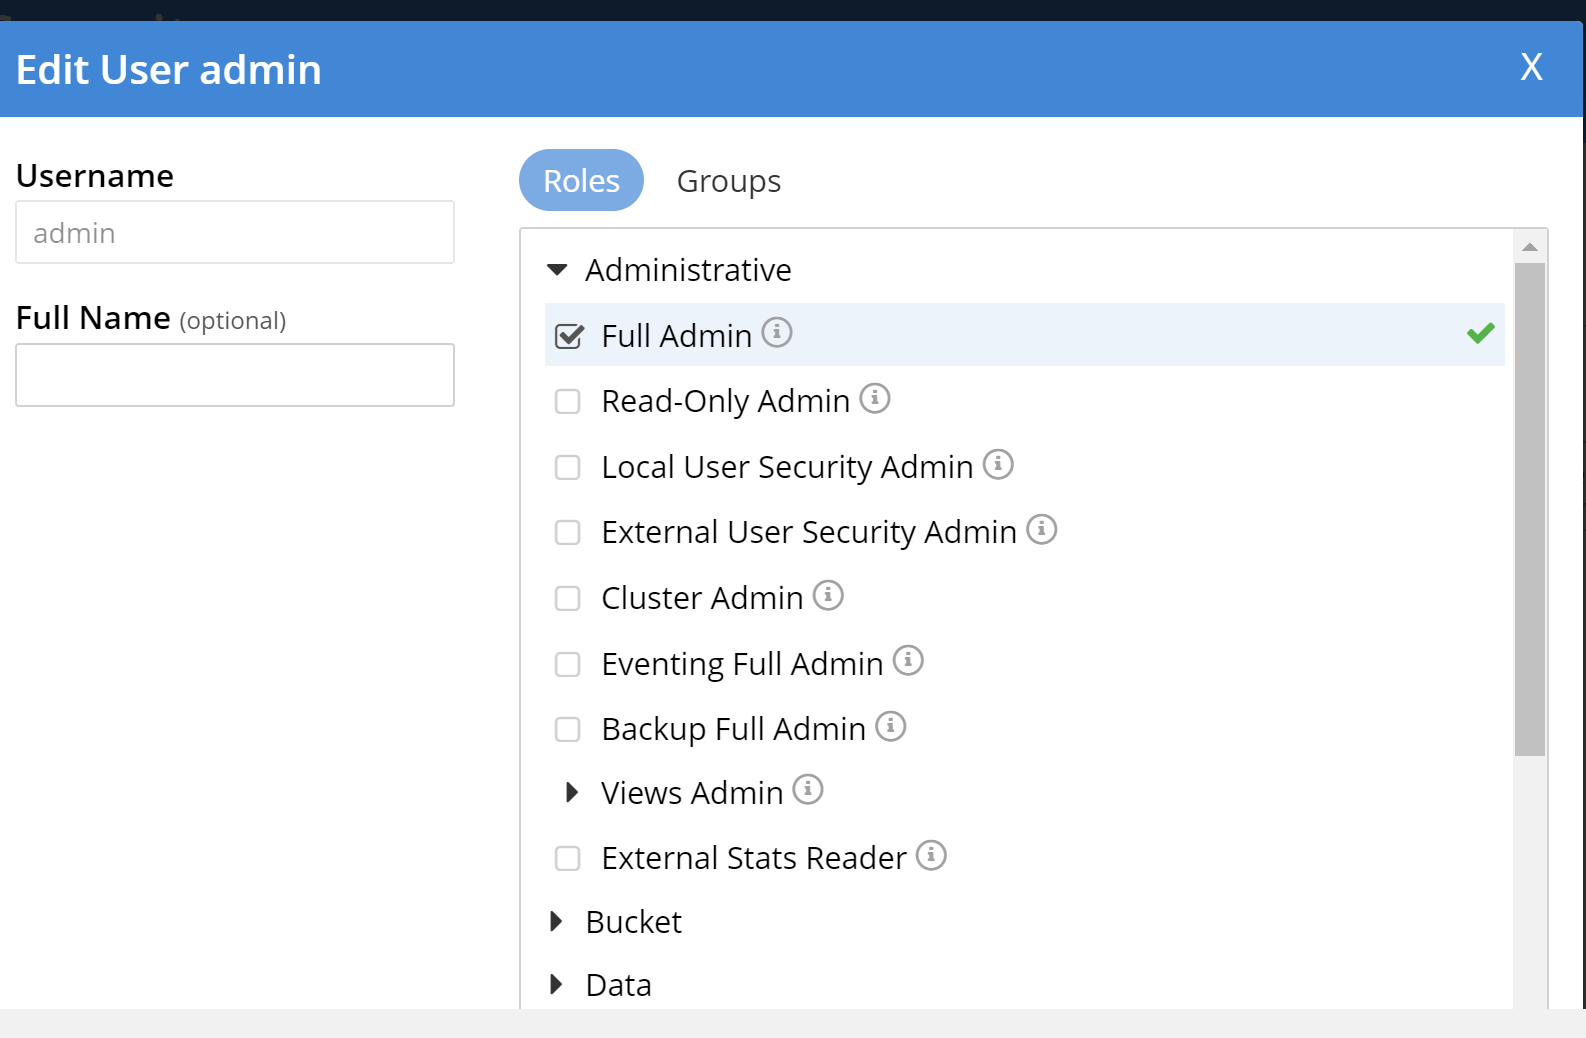 Edit User admin
X
Username
admin
Full Name (optional)
Roles
Groups
Administrative
Full Admin
Read-Only Admin
Local User Security Admin
External User Security Admin
Cluster Admin
Eventing Full Admin
Backup Full Admin
Views Admin
External Stats Reader
Bucket
Data